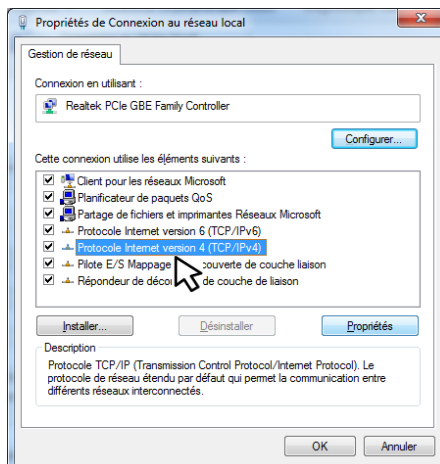 Propriétés de Connexion au réseau local
Gestion de réseau
Connexion en utilisant :
Realtek PCIe GBE Family Controller
Configurer...
Cette connexion utilise les éléments suivants :
Client pour les réseaux Microsoft
Planificateur de paquets QoS
Partage de fichiers et imprimantes Réseaux Microsoft
Protocole Internet version 6 (TCP/IPv6)
Protocole Internet version 4 (TCP/IPv4)
Pilote E/S Mappage couverte de couche liaison
Répondeur de décou de couche de liaison
Installer...
Désinstaller
Propriétés
Description
Protocole TCP/IP (Transmission Control Protocol/Internet Protocol). Le
protocole de réseau étendu par défaut qui permet la communication entre
différents réseaux interconnectés.
OK
Annuler